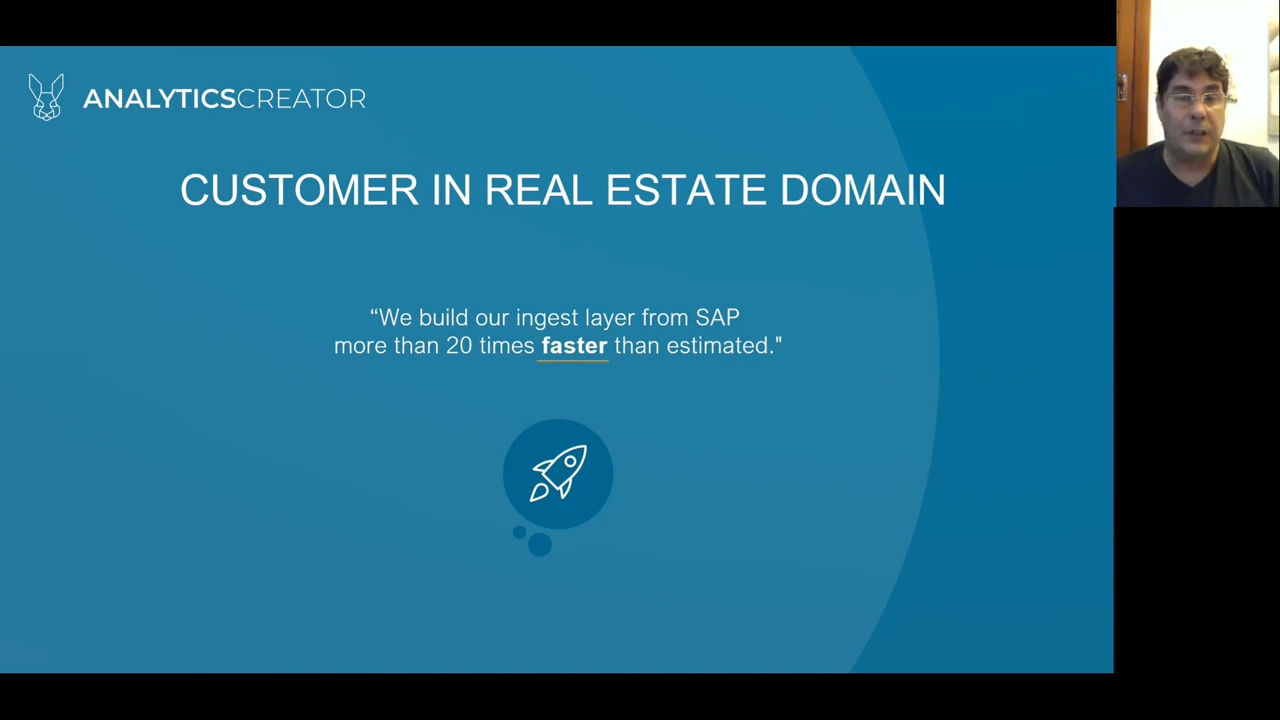 ANALYTICSCREATOR
CUSTOMER IN REAL ESTATE DOMAIN
“We build our ingest layer from SAP
more than 20 times faster than estimated."